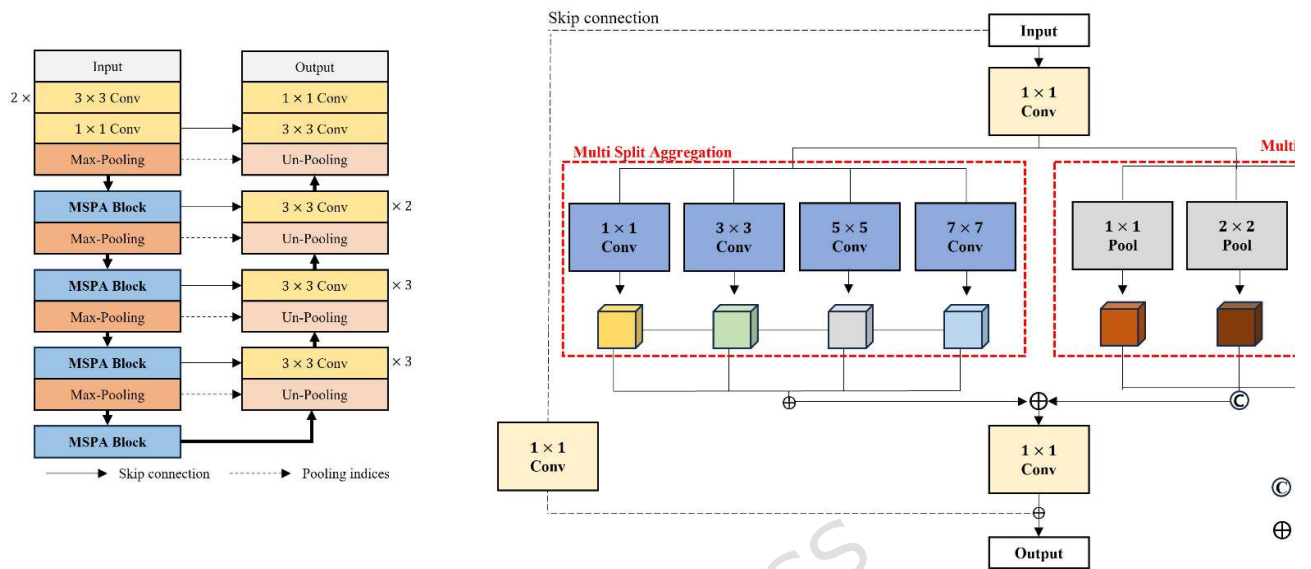 Input
2 ×
3 × 3 Conv
1 × 1 Conv
Max-Pooling
MSPA Block
Max-Pooling
MSPA Block
Max-Pooling
MSPA Block
Max-Pooling
MSPA Block
Output
1 × 1 Conv
3 × 3 Conv
Un-Pooling
3 × 3 Conv
× 2
Un-Pooling
3 × 3 Conv
× 3
Un-Pooling
3 × 3 Conv
× 3
Un-Pooling
Skip connection
Pooling indices
Skip connection
Input
1 × 1
Conv
Multi Split Aggregation
1 × 1
Conv
3 × 3
Conv
5 × 5
Conv
7 × 7
Conv
Multi
1 × 1
Pool
2 × 2
Pool
⊕
⊕
©
1 × 1
Conv
1 × 1
Conv
©
⊕
⊕
Output
CS